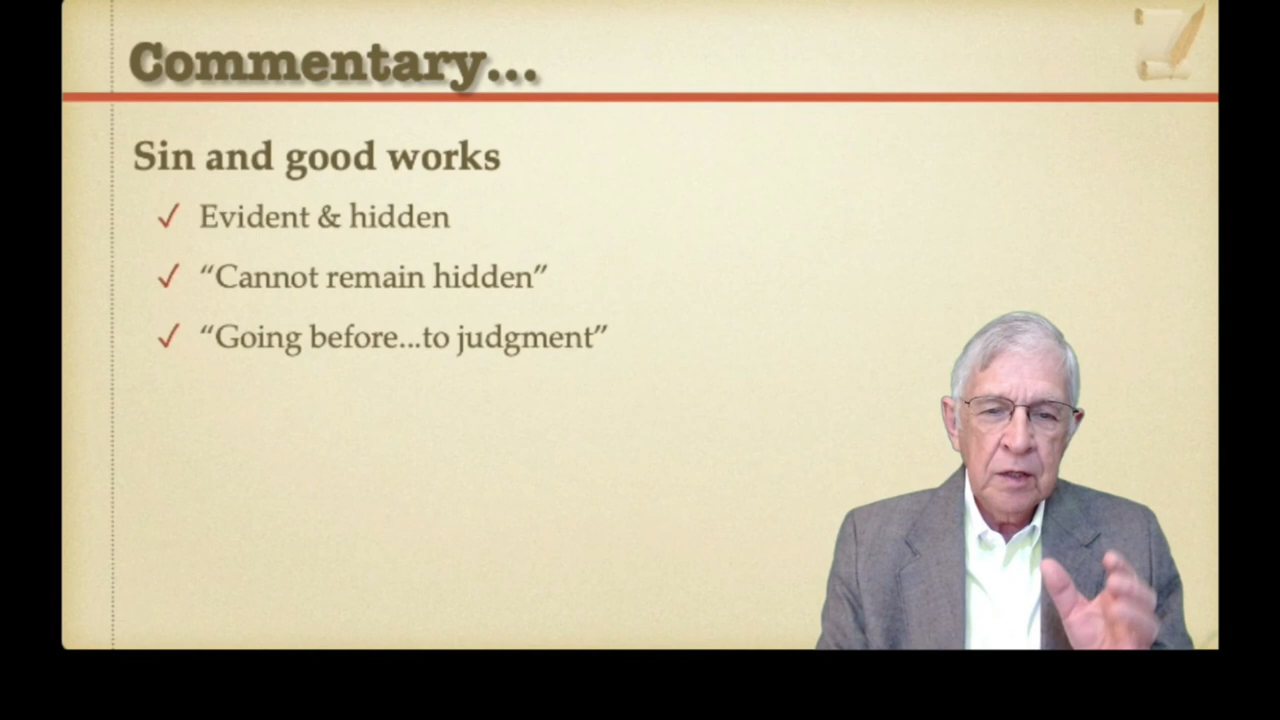 Commentary...
Sin and good works
✓ Evident & hidden
✓ “Cannot remain hidden”
✓ “Going before...to judgment”